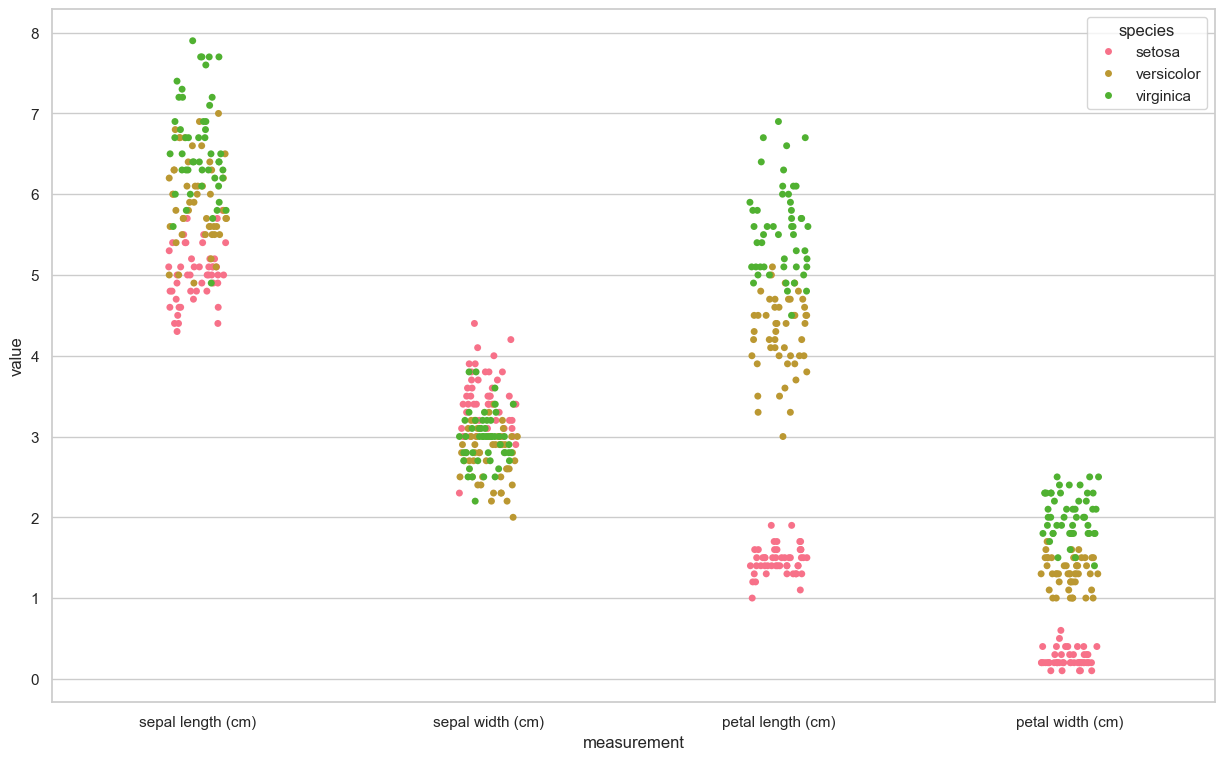 species
setosa
versicolor
virginica
value
8
7
6
5
4
3
2
1
0
sepal length (cm)
sepal width (cm)
petal length (cm)
petal width (cm)
measurement